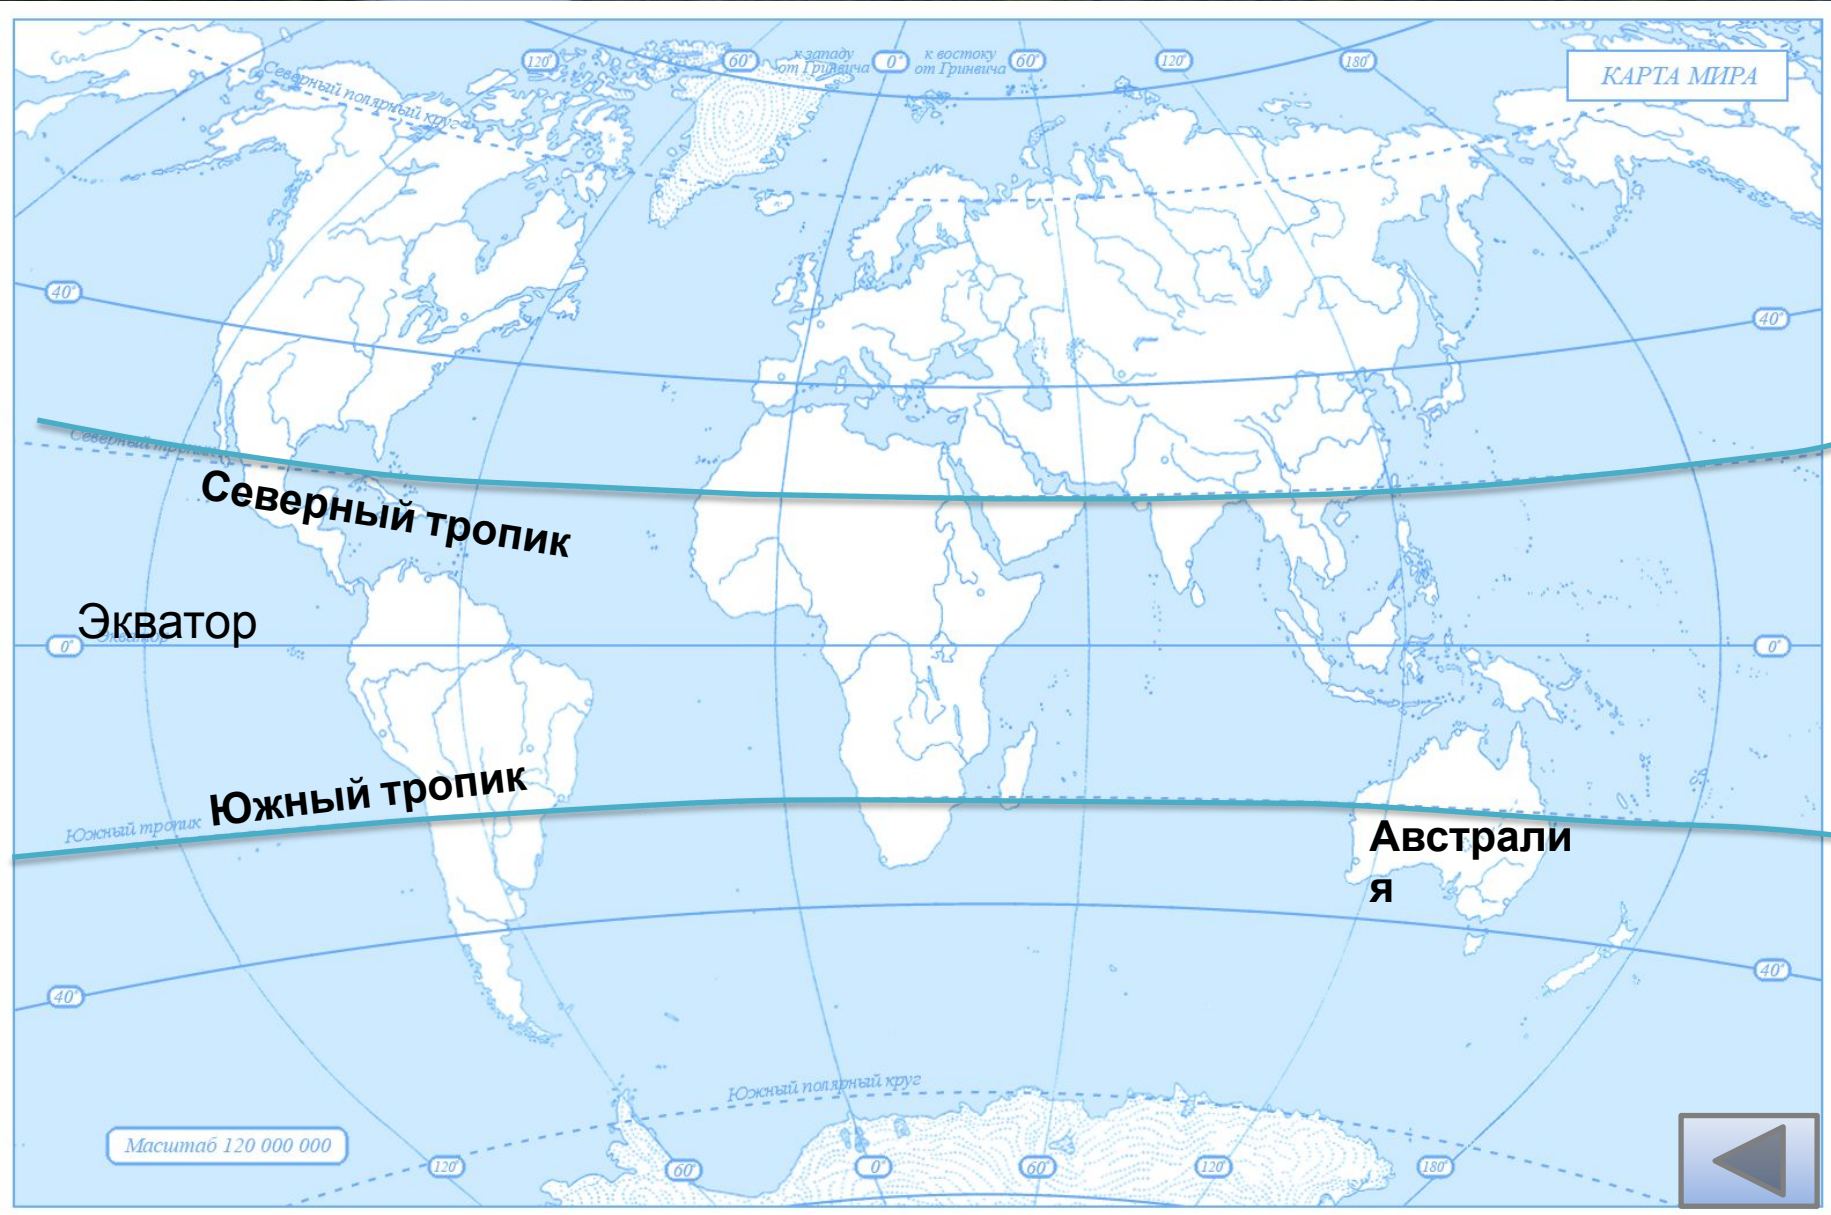 120°
60°
к западу
от Гринвича
0°
к востоку
от Гринвича
60°
120°
180°
КАРТА МИРА
Северный полярный круг
40°
40°
Северный тропик
Северный тропик
Экватор
Экватор
0°
0°
Южный тропик
Южный тропик
Австрали
я
40°
40°
Южный полярный круг
Масштаб 120 000 000
120°
60°
0°
60°
120°
180°